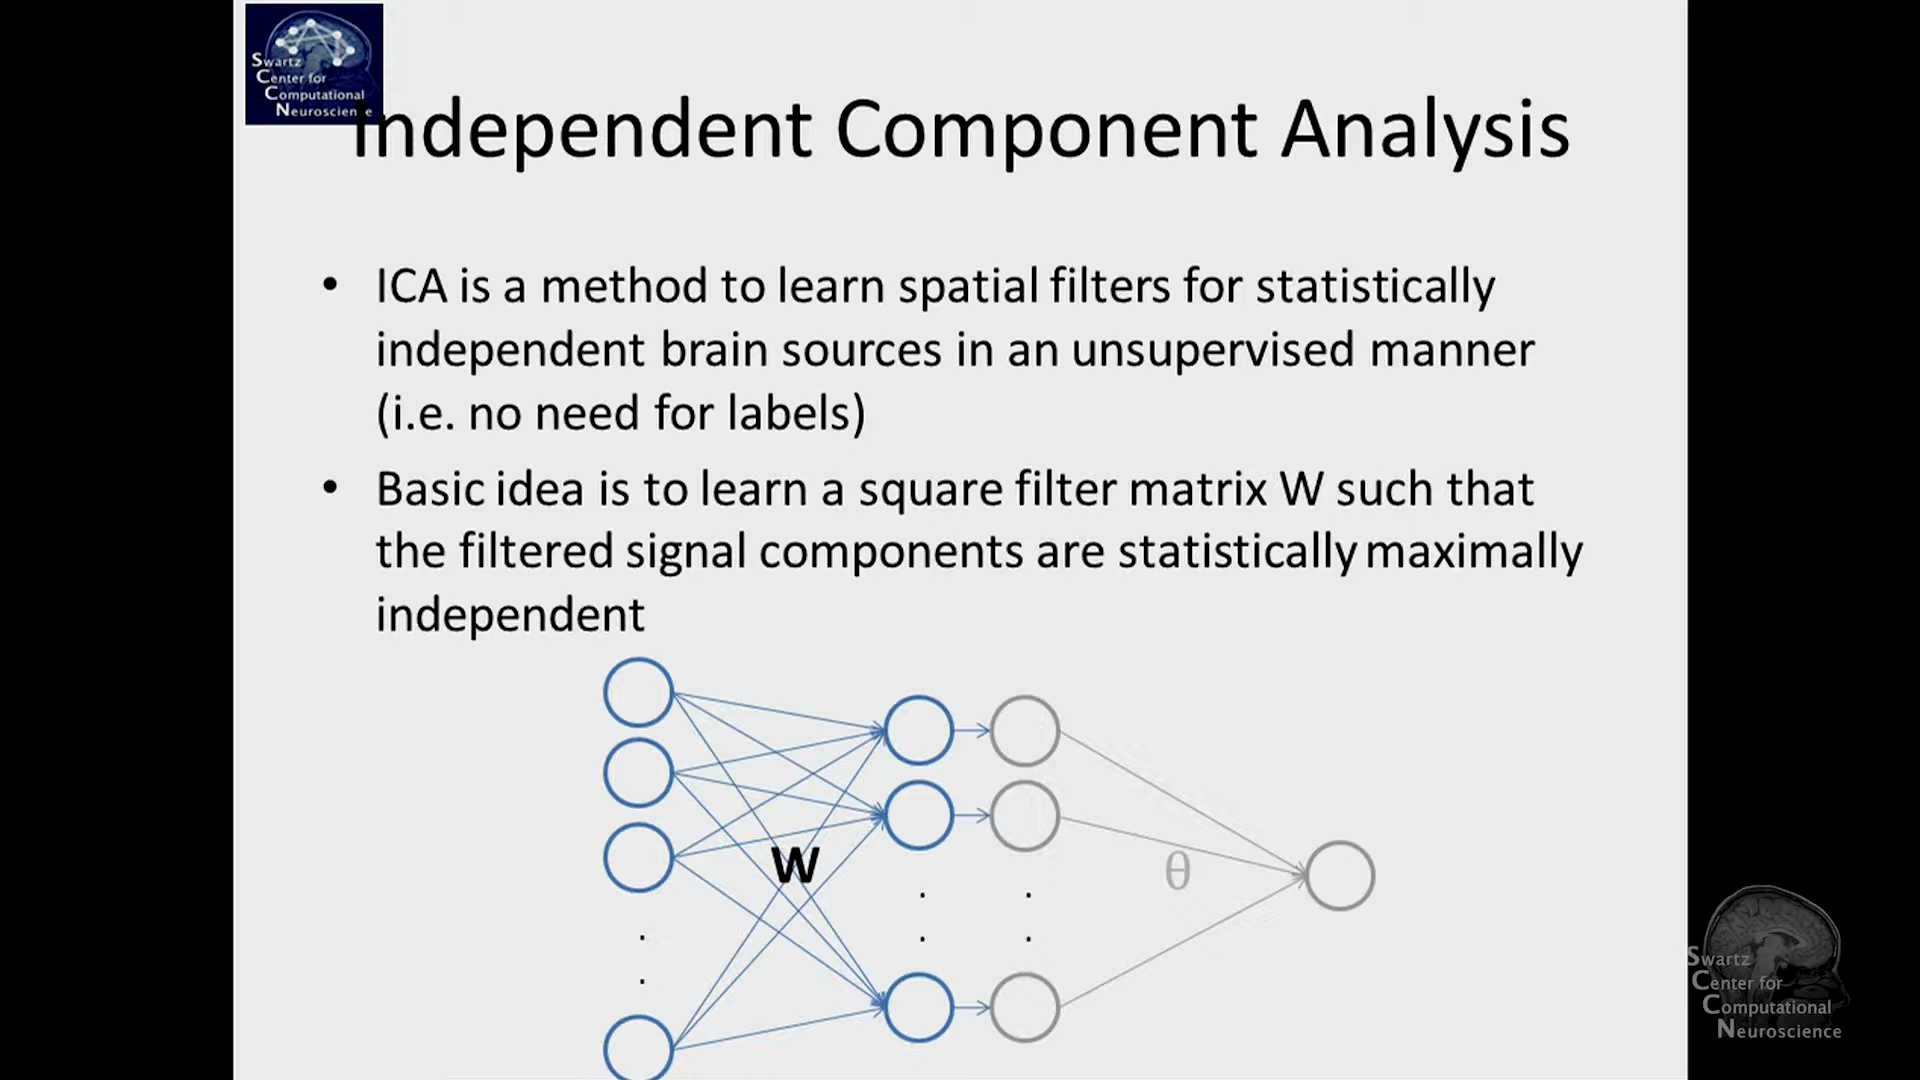 Swartz
Center for
Computational
Neuroscience
Independent Component Analysis
• ICA is a method to learn spatial filters for statistically
independent brain sources in an unsupervised manner
(i.e. no need for labels)
• Basic idea is to learn a square filter matrix W such that
the filtered signal components are statistically maximally
independent
W
θ
Swartz
Center for
Computational
Neuroscience